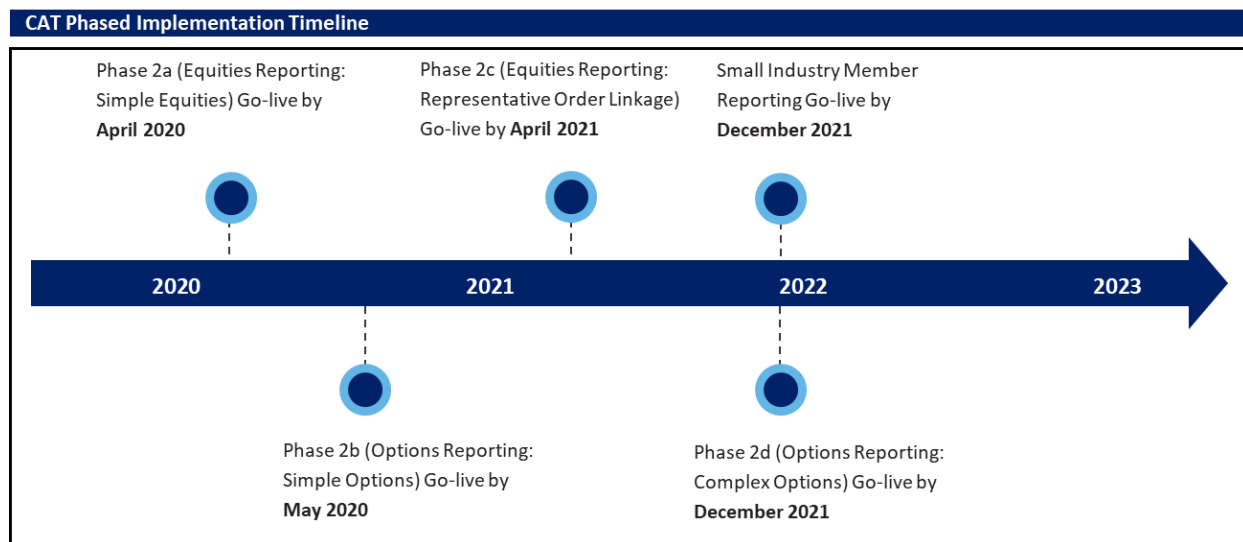 CAT Phased Implementation Timeline
Phase 2a (Equities Reporting:
Simple Equities) Go-live by
April 2020
Phase 2c (Equities Reporting:
Representative Order Linkage)
Go-live by April 2021
Small Industry Member
Reporting Go-live by
December 2021
2020
2021
2022
2023
Phase 2b (Options Reporting:
Simple Options) Go-live by
May 2020
Phase 2d (Options Reporting:
Complex Options) Go-live by
December 2021